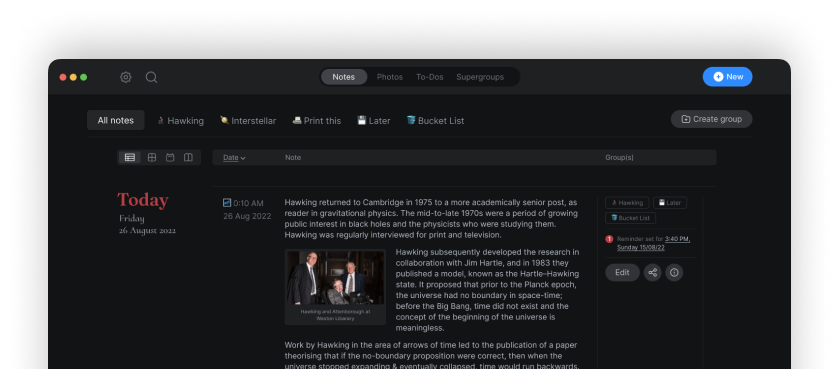 Notes Photos To-Dos Supergroups
New
All notes Hawking Interstellar Print this Later Bucket List
Create group
Date Note Group(s)
Today
Friday
26 August 2022
0:10 AM
26 Aug 2022
Hawking returned to Cambridge in 1975 to a more academically senior post, as
reader in gravitational physics. The mid-to-late 1970s were a period of growing
public interest in black holes and the physicists who were studying them.
Hawking was regularly interviewed for print and television.
Hawking and Attenborough at
Weston Libarery
Hawking subsequently developed the research in
collaboration with Jim Hartle, and in 1983 they
published a model, known as the Hartle–Hawking
state. It proposed that prior to the Planck epoch,
the universe had no boundary in space-time;
before the Big Bang, time did not exist and the
concept of the beginning of the universe is
meaningless.
Work by Hawking in the area of arrows of time led to the publication of a paper
theorising that if the no-boundary proposition were correct, then when the
universe stopped expanding & eventually collapsed, time would run backwards.
Hawking Later
Bucket List
Reminder set for 3:40 PM,
Sunday 15/08/22
Edit